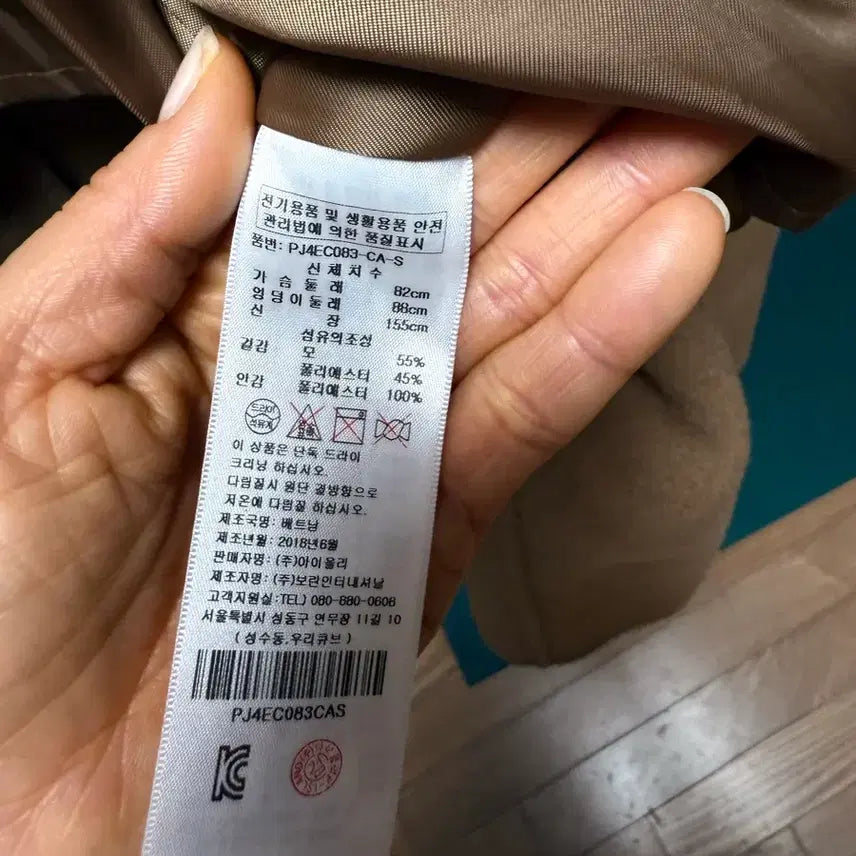 전기용품 및 생활용품 안전
관리법에 의한 품질표시
품번: PJ4EC083-CA-S
신체치수
가슴둘레 82cm
엉덩이둘레 88cm
신장 155cm
섬유의조성
겉감 모 55%
폴리에스터 45%
안감 폴리에스터 100%
드라이
석유계
이 상품은 단독 드라이
크리닝 하십시오.
다림질시 원단 결방향으로
저온에 다림질 하십시오.
제조국명: 베트남
제조년월: 2018년6월
판매자명: (주)아이올리
제조자명: (주)보란인터내셔날
고객지원실:TEL) 080-880-0608
서울특별시 성동구 연무장 11길 10
(성수동,우리큐브)
PJ4EC083CAS